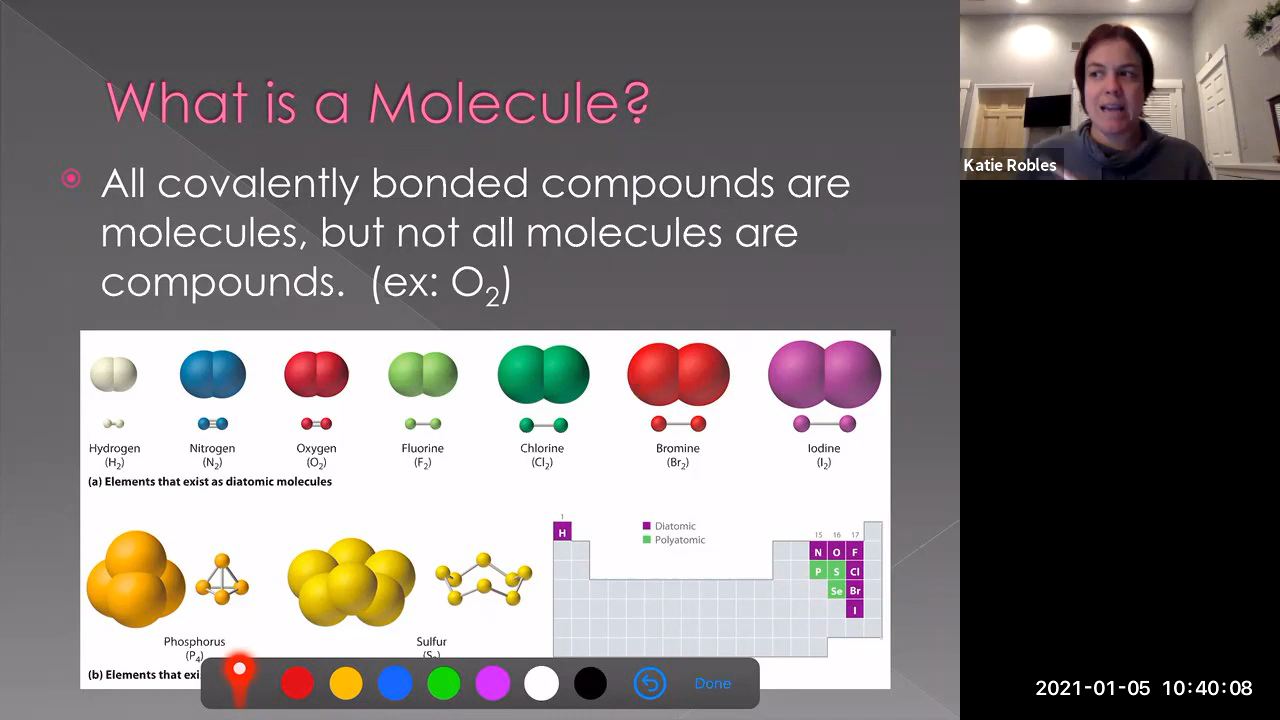 What is a Molecule?
Katie Robles
All covalently bonded compounds are
molecules, but not all molecules are
compounds. (ex: O₂)
Hydrogen
(H₂)
Nitrogen
(N₂)
Oxygen
(O₂)
Fluorine
(F₂)
Chlorine
(Cl₂)
Bromine
(Br₂)
Iodine
(I₂)
(a) Elements that exist as diatomic molecules
1
H
Diatomic
Polyatomic
15 16 17
N O F
P S Cl
Se Br
I
Phosphorus
(P₄)
Sulfur
(b) Elements that
Done
2021-01-05 10:40:08